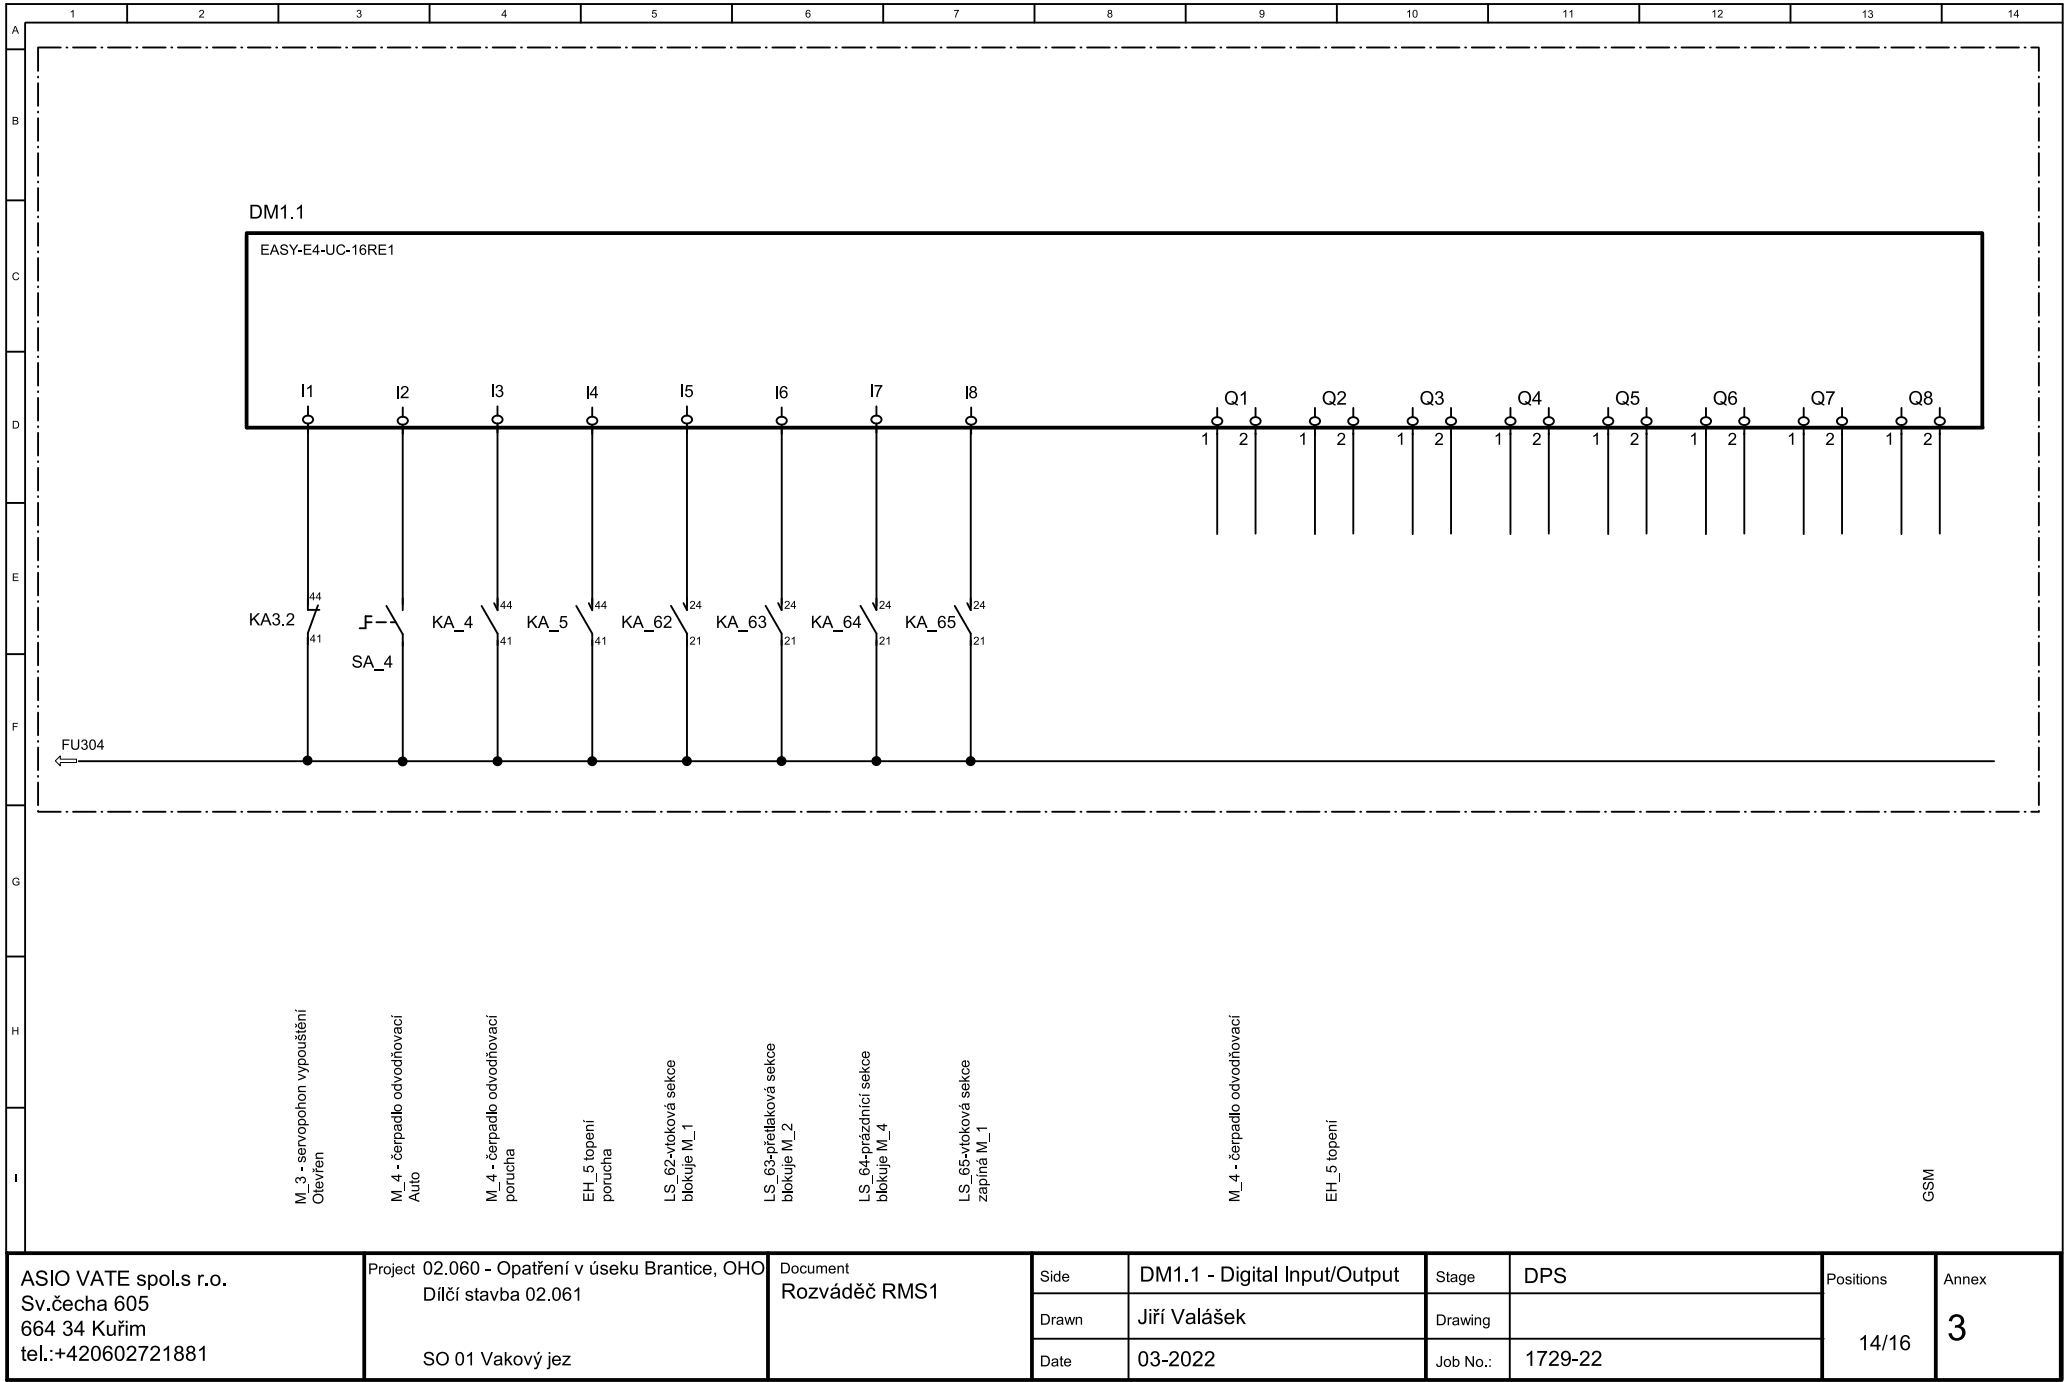 1 2 3 4 5 6 7 8 9 10 11 12 13 14
A
B
C
D
E
F
G
H
I
DM1.1
EASY-E4-UC-16RE1
I1 I2 I3 I4 I5 I6 I7 I8 Q1 Q2 Q3 Q4 Q5 Q6 Q7 Q8
1 2 1 2 1 2 1 2 1 2 1 2 1 2 1 2
44 44 44 24 24 24 24
KA3.2 KA_4 KA_5 KA_62 KA_63 KA_64 KA_65
41 41 41 21 21 21 21
SA_4
FU304
M_3 - servopohon vypouštění
Otevřen
M_4 - čerpadlo odvodňovací
Auto
M_4 - čerpadlo odvodňovací
porucha
EH_5 topení
porucha
LS_62-vtoková sekce
blokuje M_1
LS_63-přetlaková sekce
blokuje M_2
LS_64-prázdnící sekce
blokuje M_4
LS_65-vtoková sekce
zapíná M_1
M_4 - čerpadlo odvodňovací
EH_5 topení
GSM
ASIO VATE spol.s r.o.
Sv.čecha 605
664 34 Kuřim
tel.:+420602721881
Project 02.060 - Opatření v úseku Brantice, OHO
Dílčí stavba 02.061
SO 01 Vakový jez
Document
Rozváděč RMS1
Side DM1.1 - Digital Input/Output
Drawn Jiří Valášek
Date 03-2022
Stage DPS
Drawing
Job No.: 1729-22
Positions
14/16
Annex
3